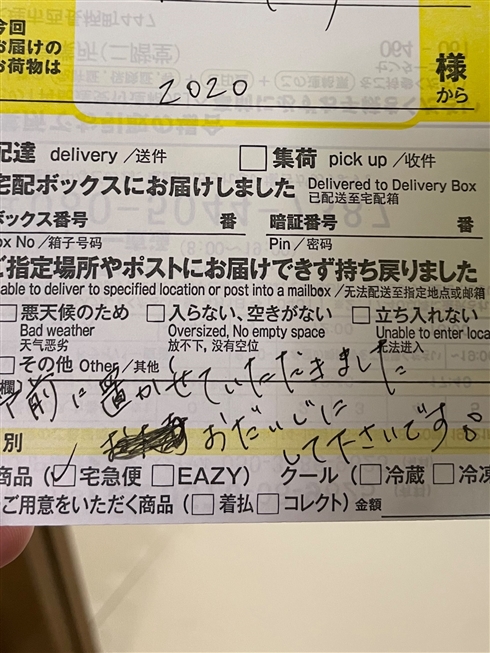 今回
お届けの
お荷物は
2020
様
から
配達 delivery /送件 □ 集荷 pick up /收件
宅配ボックスにお届けしました Delivered to Delivery Box
已配送至宅配箱
ボックス番号 番 暗証番号 番
ox No /箱子号码 Pin /密码
ご指定場所やポストにお届けできず持ち戻りました
able to deliver to specified location or post into a mailbox /无法配送至指定地点或邮箱
□ 悪天候のため □ 入らない、空きがない □ 立ち入れない
Bad weather Oversized, No empty space Unable to enter loca
天气恶劣 放不下, 没有空位 无法进入
□ その他 Other /其他
欄)
前に置かせていただきました
別
おだいじに
して下さいです。
商品 (☑ 宅急便 □ EAZY) クール (□ 冷蔵 □ 冷凍
ご用意をいただく商品 (□ 着払 □ コレクト) 金額